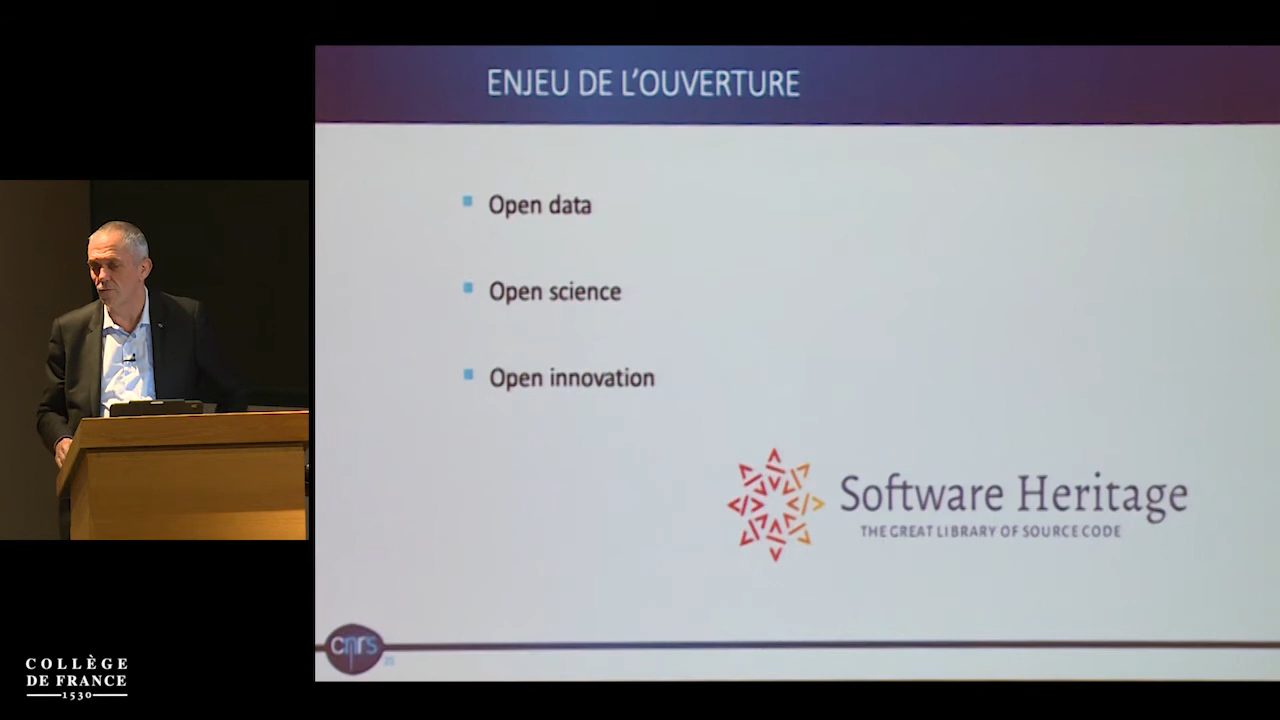 ENJEU DE L'OUVERTURE
Open data
Open science
Open innovation
Software Heritage
THE GREAT LIBRARY OF SOURCE CODE
cnrs
COLLÈGE
DE FRANCE
1530